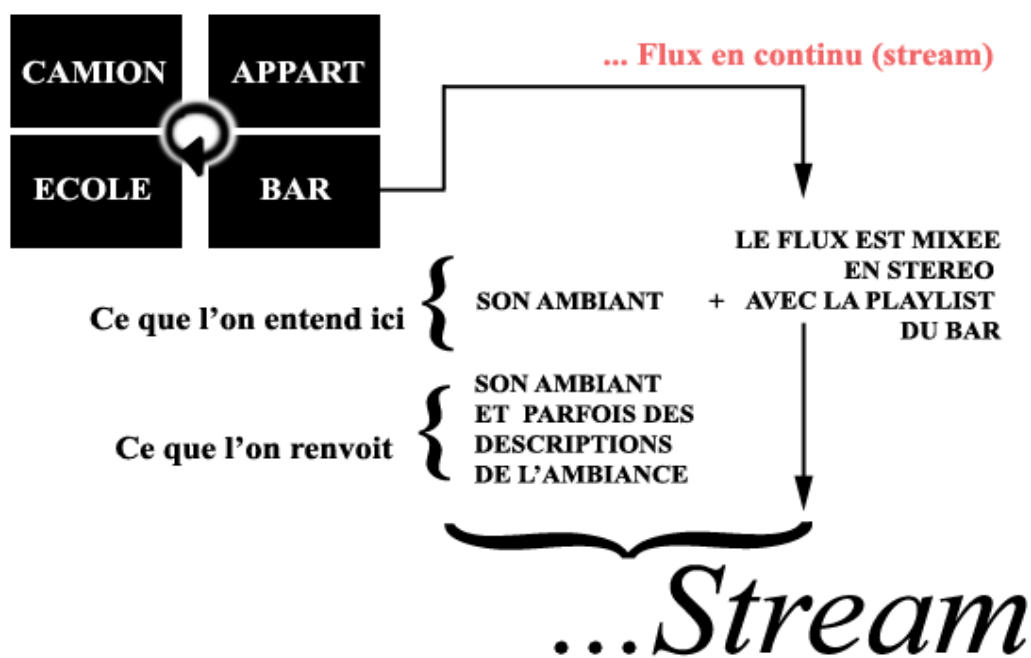 CAMION
APPART
ECOLE
BAR
... Flux en continu (stream)
LE FLUX EST MIXEE
EN STEREO
AVEC LA PLAYLIST
DU BAR
Ce que l’on entend ici
SON AMBIANT
+
Ce que l’on renvoit
SON AMBIANT
ET PARFOIS DES
DESCRIPTIONS
DE L’AMBIANCE
...Stream